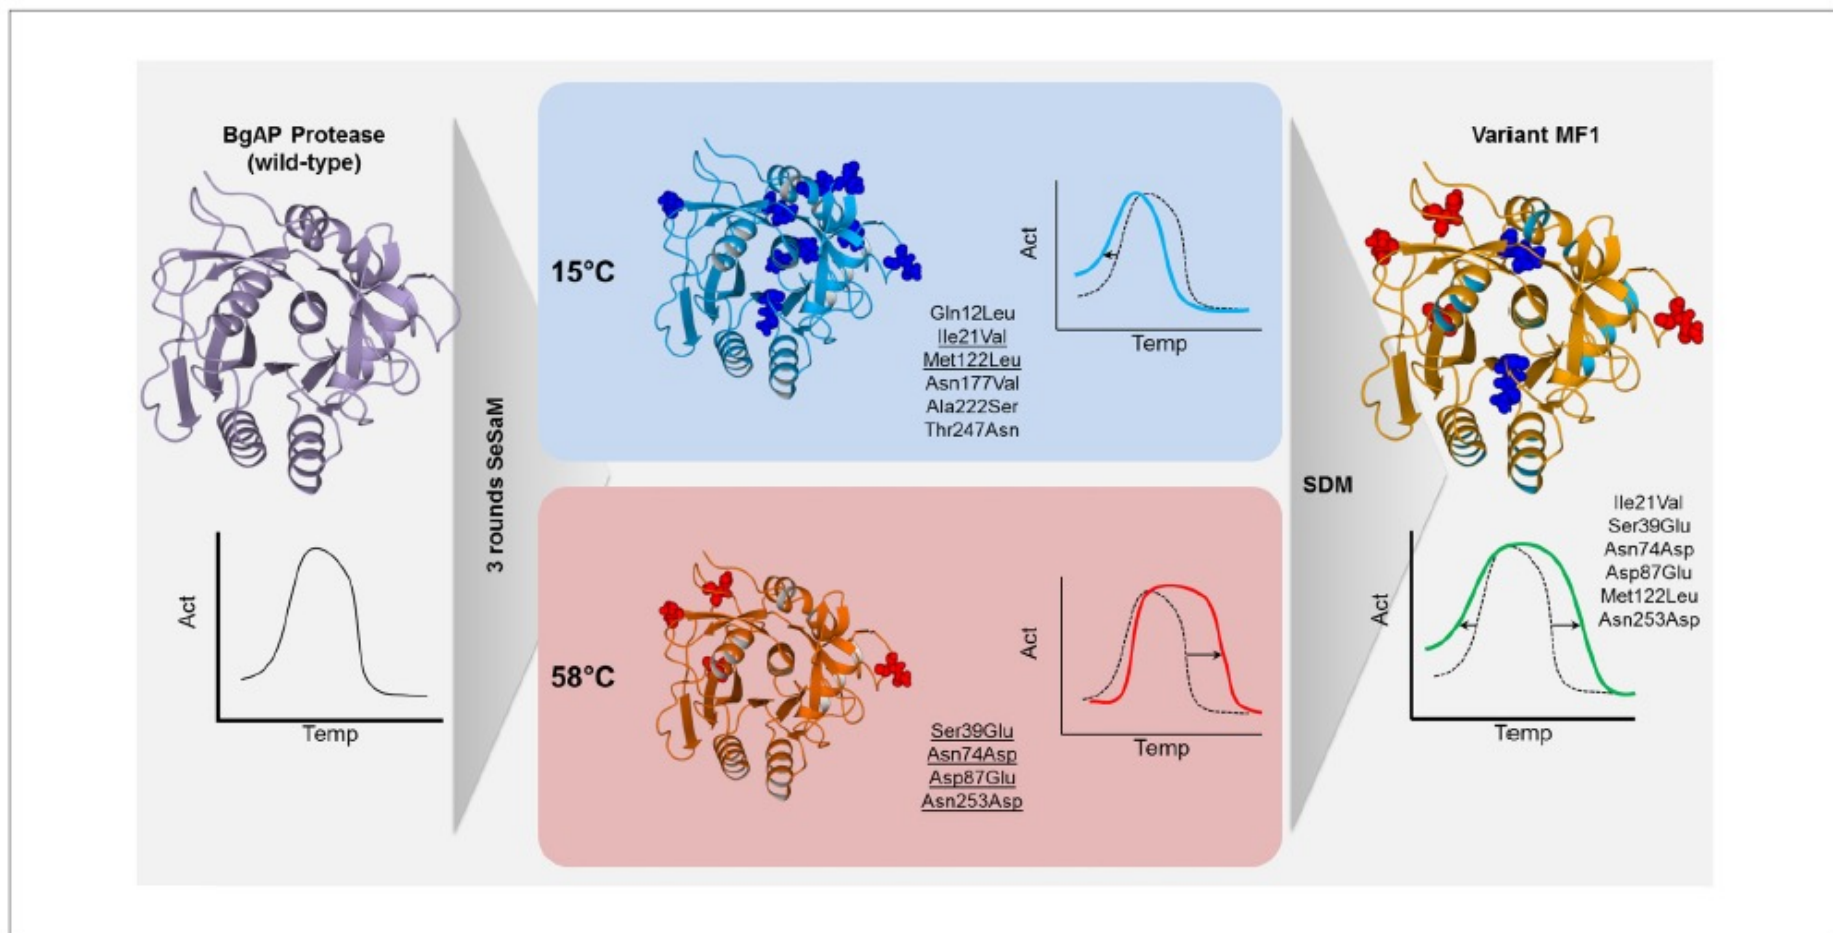 BgAP Protease
(wild-type)
Act
Temp
3 rounds SeSaM
15°C
Gln12Leu
Ile21Val
Met122Leu
Asn177Val
Ala222Ser
Thr247Asn
Act
Temp
58°C
Ser39Glu
Asn74Asp
Asp87Glu
Asn253Asp
Act
Temp
SDM
Variant MF1
Ile21Val
Ser39Glu
Asn74Asp
Asp87Glu
Met122Leu
Asn253Asp
Act
Temp